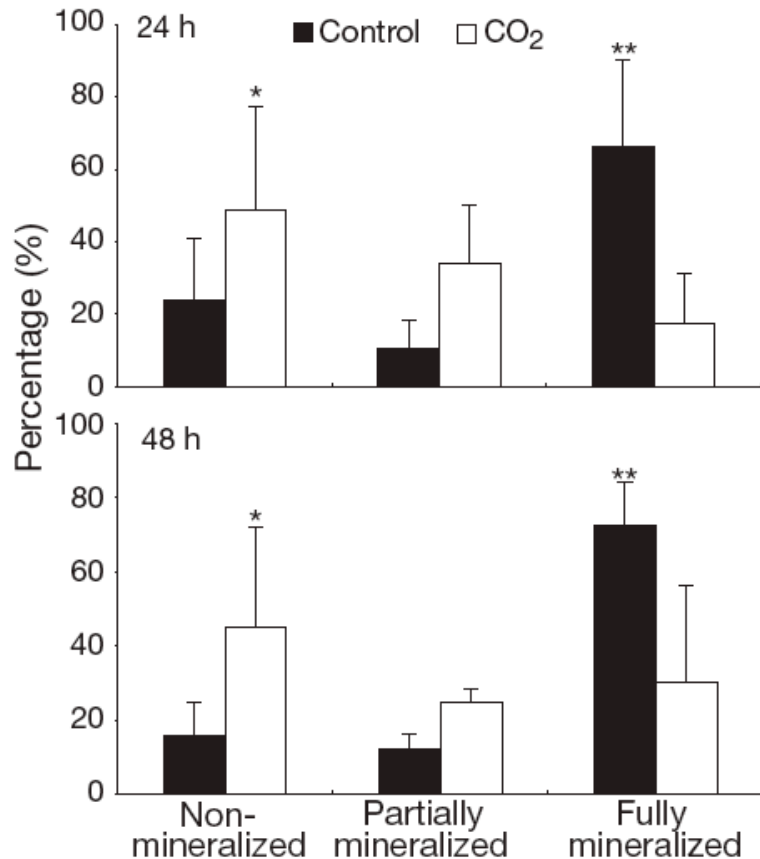 100
24 h
Control
CO2
80
60
40
20
0
*
**
Percentage (%)
100
48 h
80
60
40
20
0
*
**
Non-
mineralized
Partially
mineralized
Fully
mineralized